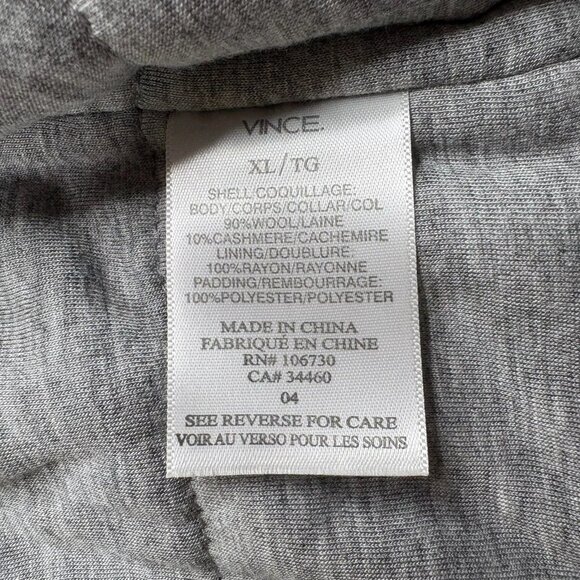 VINCE.
XL/TG
SHELL/COQUILLAGE:
BODY/CORPS/COLLAR/COL
90%WOOL/LAINE
10%CASHMERE/CACHEMIRE
LINING/DOUBLURE
100%RAYON/RAYONNE
PADDING/REMBOURRAGE:
100%POLYESTER/POLYESTER
MADE IN CHINA
FABRIQUÉ EN CHINE
RN# 106730
CA# 34460
04
SEE REVERSE FOR CARE
VOIR AU VERSO POUR LES SOINS